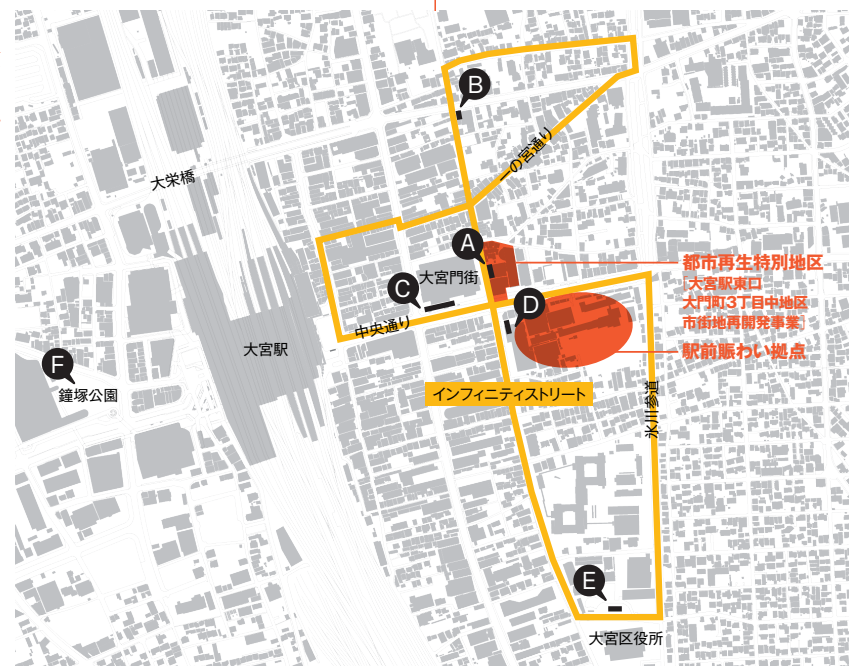 B
一の宮通り
大栄橋
A
大宮門街
都市再生特別地区
「大宮駅東口
大門町3丁目中地区
市街地再開発事業」
C
D
中央通り
大宮駅
駅前賑わい拠点
F
鐘塚公園
インフィニティストリート
氷川参道
E
大宮区役所